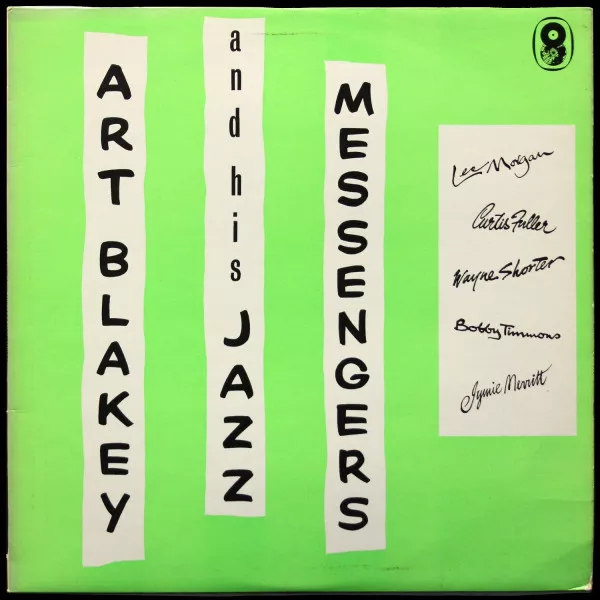 ART BLAKEY
and his JAZZ
MESSENGERS
Lee Morgan
Curtis Fuller
Wayne Shorter
Bobby Timmons
Jymie Merritt